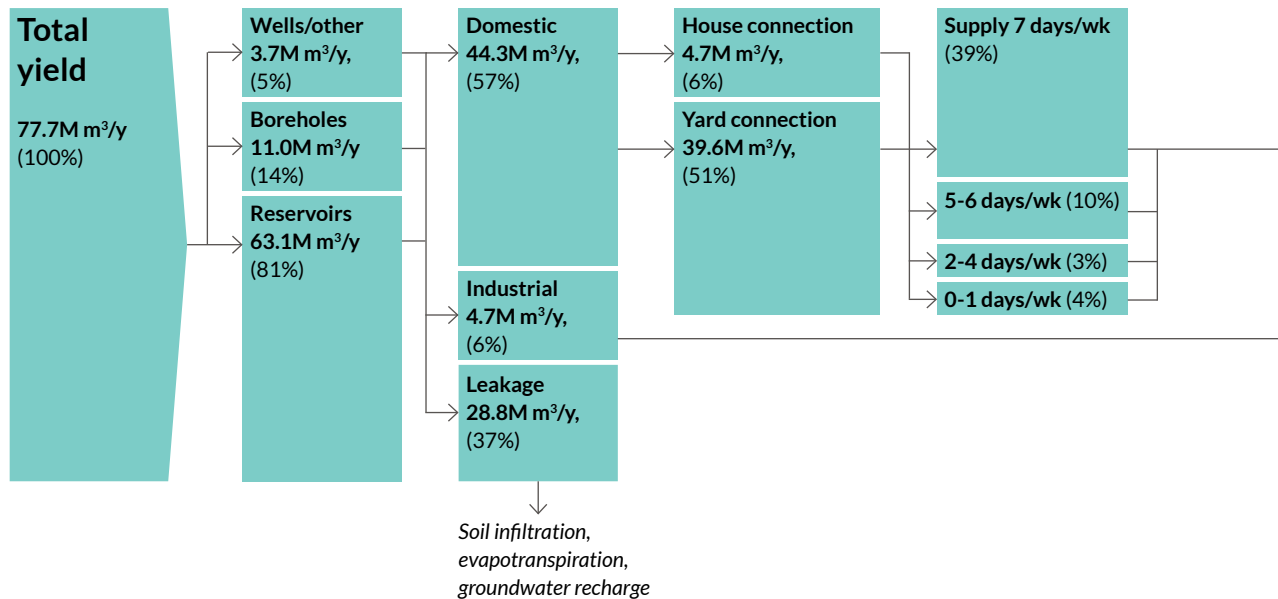 Total
yield
77.7M m³/y
(100%)
Wells/other
3.7M m³/y,
(5%)
Boreholes
11.0M m³/y
(14%)
Reservoirs
63.1M m³/y
(81%)
Domestic
44.3M m³/y,
(57%)
Industrial
4.7M m³/y,
(6%)
Leakage
28.8M m³/y,
(37%)
Soil infiltration,
evapotranspiration,
groundwater recharge
House connection
4.7M m³/y,
(6%)
Yard connection
39.6M m³/y,
(51%)
Supply 7 days/wk
(39%)
5-6 days/wk (10%)
2-4 days/wk (3%)
0-1 days/wk (4%)